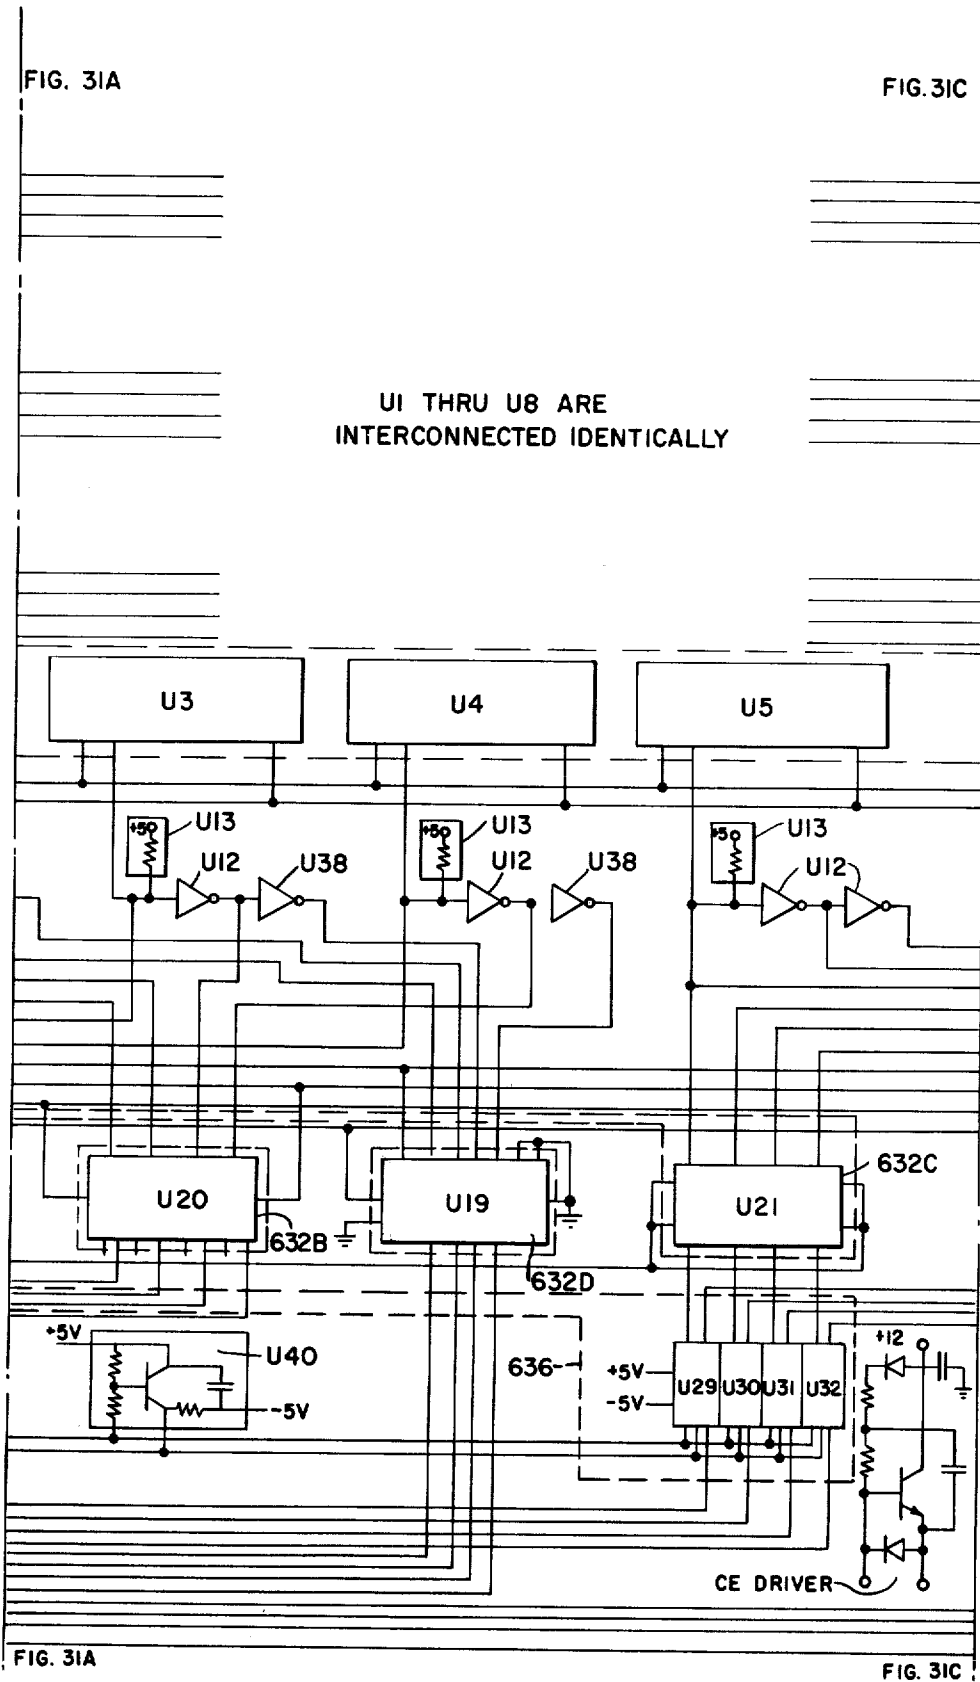 FIG. 31A
FIG. 31C
U1 THRU U8 ARE
INTERCONNECTED IDENTICALLY
U3
U4
U5
+5
U13
U12
U38
+5
U13
U12
U38
+5
U13
U12
U20
632B
U19
632D
U21
632C
+5V
U40
-5V
636
+5V
-5V
U29
U30
U31
U32
+12
CE DRIVER
FIG. 31A
FIG. 31C